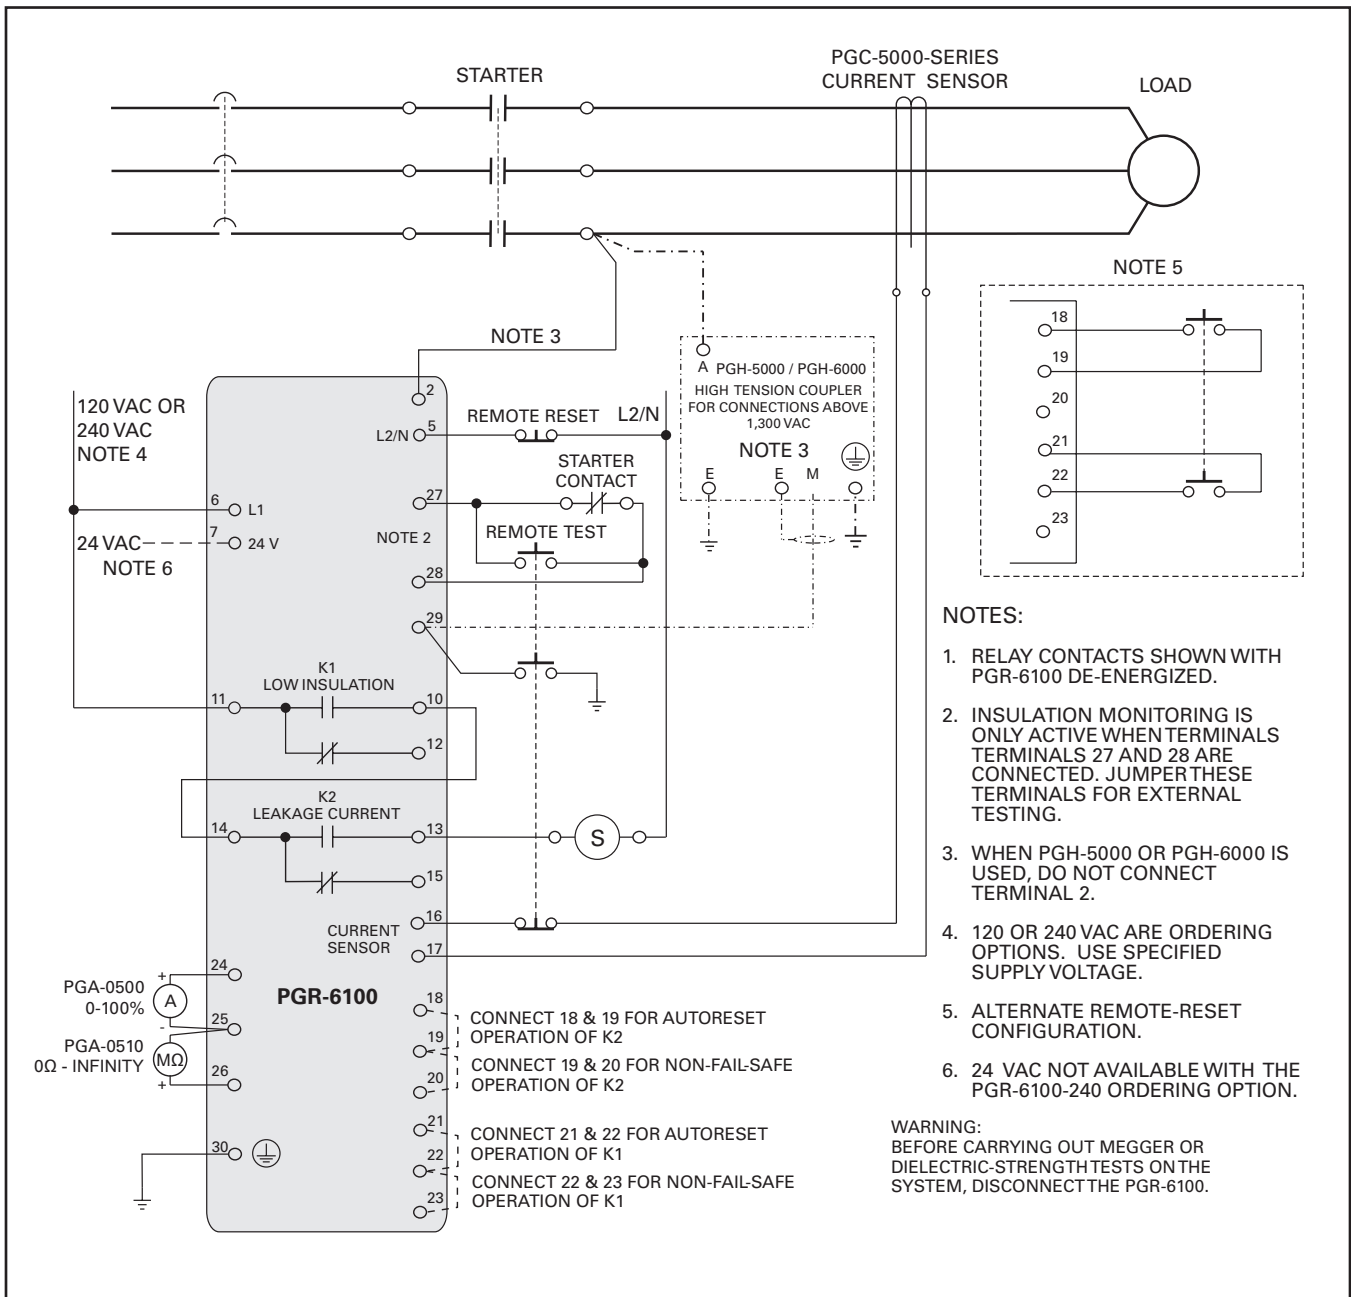 STARTER
PGC-5000-SERIES
CURRENT SENSOR
LOAD
NOTE 5
18
19
20
21
22
23
NOTE 3
A PGH-5000 / PGH-6000
HIGH TENSION COUPLER
FOR CONNECTIONS ABOVE
1,300 VAC
NOTE 3
E E M
120 VAC OR
240 VAC
NOTE 4
2
L2/N 5
REMOTE RESET
L2/N
STARTER
CONTACT
27
NOTE 2
REMOTE TEST
28
29
6 L1
7 24 V
24 VAC
NOTE 6
K1
LOW INSULATION
11
10
12
K2
LEAKAGE CURRENT
14
13
S
15
16
CURRENT
SENSOR
17
24
PGA-0500
0-100%
+
A
-
25
PGA-0510
0Ω - INFINITY
MΩ
+
26
30
PGR-6100
18
CONNECT 18 & 19 FOR AUTORESET
OPERATION OF K2
19
CONNECT 19 & 20 FOR NON-FAIL-SAFE
OPERATION OF K2
20
21
CONNECT 21 & 22 FOR AUTORESET
OPERATION OF K1
22
CONNECT 22 & 23 FOR NON-FAIL-SAFE
OPERATION OF K1
23
NOTES:
1. RELAY CONTACTS SHOWN WITH
PGR-6100 DE-ENERGIZED.
2. INSULATION MONITORING IS
ONLY ACTIVE WHEN TERMINALS
TERMINALS 27 AND 28 ARE
CONNECTED. JUMPER THESE
TERMINALS FOR EXTERNAL
TESTING.
3. WHEN PGH-5000 OR PGH-6000 IS
USED, DO NOT CONNECT
TERMINAL 2.
4. 120 OR 240 VAC ARE ORDERING
OPTIONS. USE SPECIFIED
SUPPLY VOLTAGE.
5. ALTERNATE REMOTE-RESET
CONFIGURATION.
6. 24 VAC NOT AVAILABLE WITH THE
PGR-6100-240 ORDERING OPTION.
WARNING:
BEFORE CARRYING OUT MEGGER OR
DIELECTRIC-STRENGTH TESTS ON THE
SYSTEM, DISCONNECT THE PGR-6100.